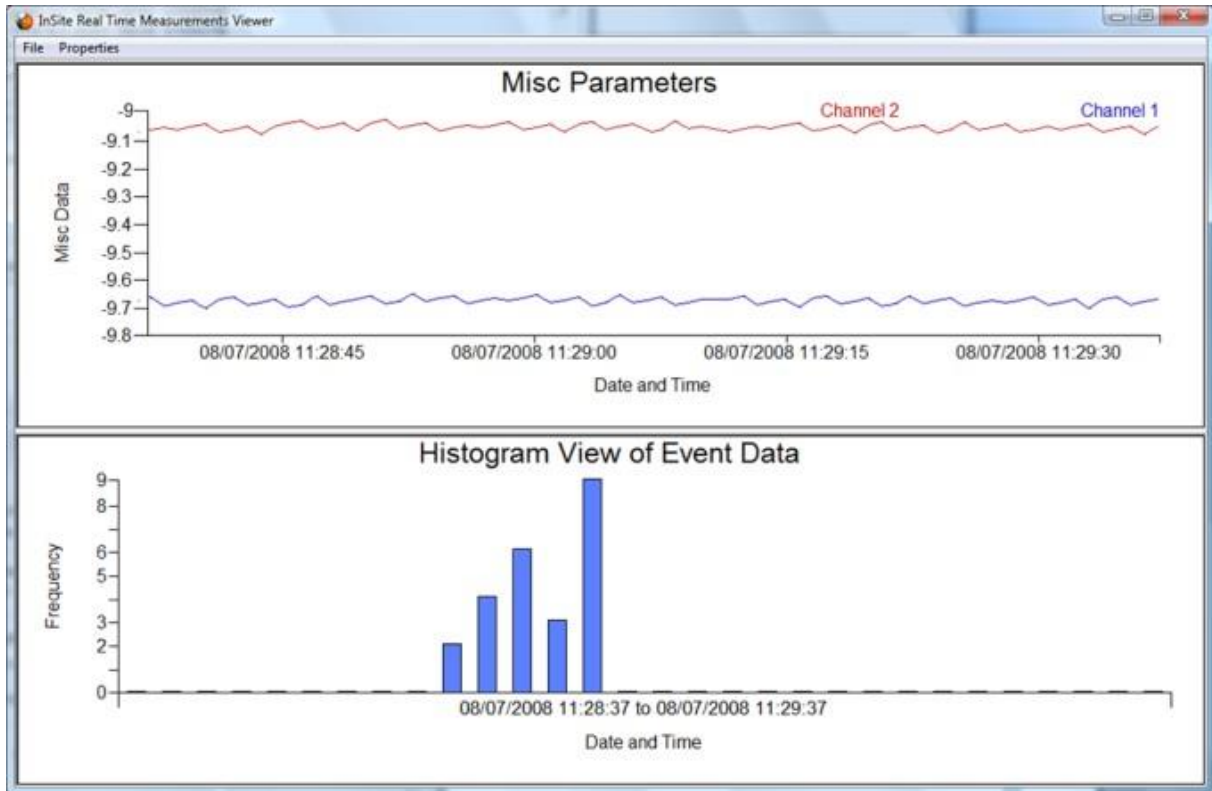 InSite Real Time Measurements Viewer
File Properties
Misc Parameters
Channel 2 Channel 1
Misc Data
-9
-9.1
-9.2
-9.3
-9.4
-9.5
-9.6
-9.7
-9.8
08/07/2008 11:28:45 08/07/2008 11:29:00 08/07/2008 11:29:15 08/07/2008 11:29:30
Date and Time
Histogram View of Event Data
Frequency
9
8
6
5
3
2
0
08/07/2008 11:28:37 to 08/07/2008 11:29:37
Date and Time